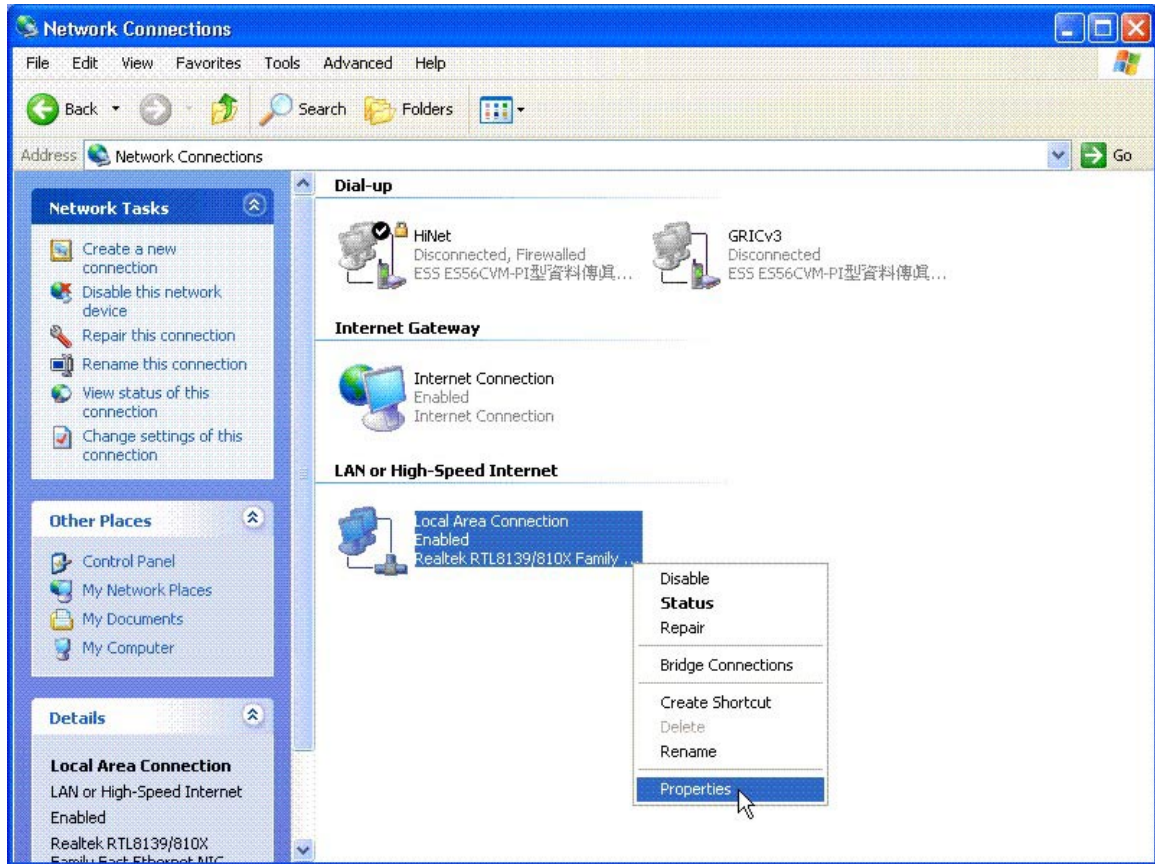 Network Connections
File Edit View Favorites Tools Advanced Help
Back Search Folders
Address Network Connections Go
Network Tasks
Create a new
connection
Disable this network
device
Repair this connection
Rename this connection
View status of this
connection
Change settings of this
connection
Other Places
Control Panel
My Network Places
My Documents
My Computer
Details
Local Area Connection
LAN or High-Speed Internet
Enabled
Realtek RTL8139/810X
Family Fast Ethernet NIC
Dial-up
HiNet
Disconnected, Firewalled
ESS ES56CVM-PI型資料傳真...
GRICv3
Disconnected
ESS ES56CVM-PI型資料傳真...
Internet Gateway
Internet Connection
Enabled
Internet Connection
LAN or High-Speed Internet
Local Area Connection
Enabled
Realtek RTL8139/810X Family ...
Disable
Status
Repair
Bridge Connections
Create Shortcut
Delete
Rename
Properties